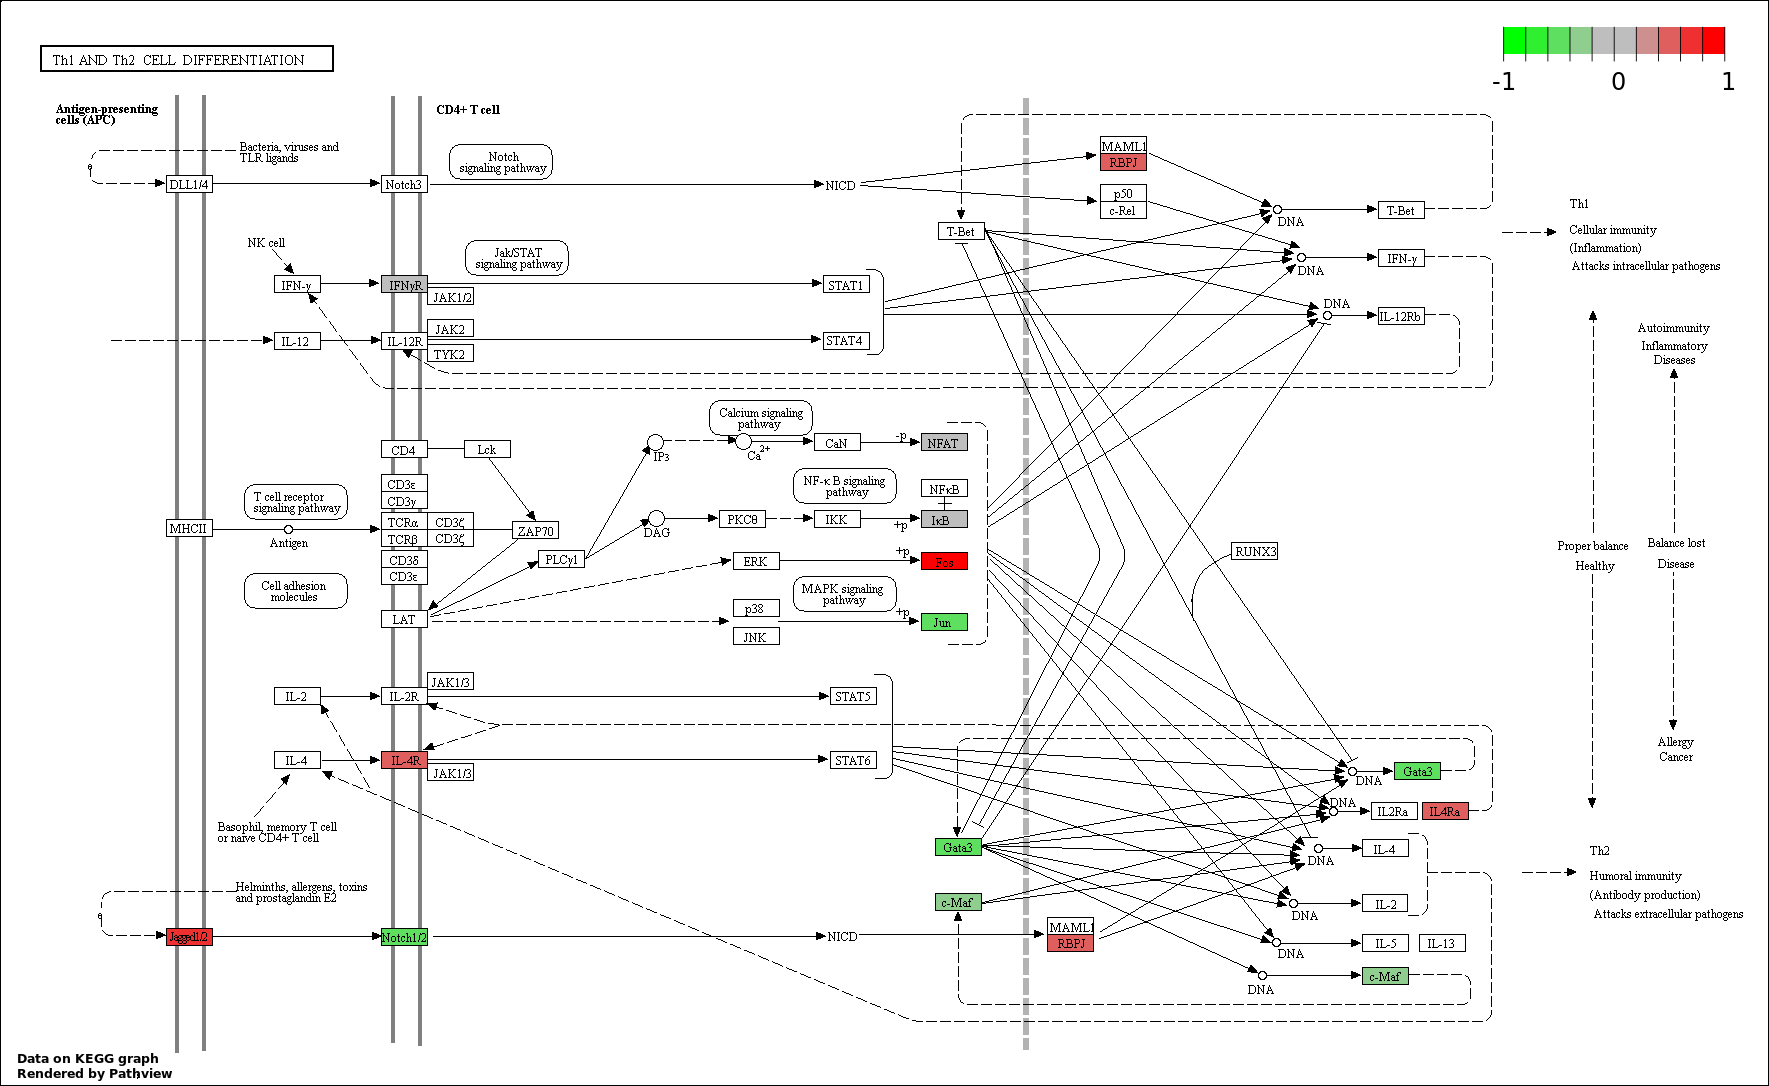 Th1 AND Th2 CELL DIFFERENTIATION
-1
0
1
Antigen-presenting
cells (APC)
CD4+ T cell
Bacteria, viruses and
TLR ligands
Notch
signaling pathway
MAML1
RBPJ
DLL1/4
Notch3
NICD
p50
c-Rel
DNA
T-Bet
Th1
T-Bet
Cellular immunity
(Inflammation)
Attacks intracellular pathogens
NK cell
Jak/STAT
signaling pathway
DNA
IFN-γ
IFN-γ
IFNγR
JAK1/2
STAT1
DNA
IL-12Rb
IL-12
IL-12R
JAK2
TYK2
STAT4
Autoimmunity
Inflammatory
Diseases
Calcium signaling
pathway
CD4
Lck
IP3
Ca2+
CaN
-p
NFAT
CD3ε
CD3γ
T cell receptor
signaling pathway
NF-κB signaling
pathway
NFκB
MHCII
Antigen
TCRα
CD3ζ
TCRβ
CD3ζ
ZAP70
DAG
PKCθ
IKK
+p
IκB
CD3δ
CD3ε
PLCγ1
ERK
+p
Fos
RUNX3
Proper balance
Healthy
Balance lost
Disease
Cell adhesion
molecules
MAPK signaling
pathway
LAT
p38
JNK
+p
Jun
IL-2
IL-2R
JAK1/3
STAT5
IL-4
IL-4R
JAK1/3
STAT6
DNA
Gata3
Allergy
Cancer
DNA
IL2Ra
IL4Ra
Basophil, memory T cell
or naive CD4+ T cell
Gata3
DNA
IL-4
Th2
Humoral immunity
(Antibody production)
Attacks extracellular pathogens
Helminths, allergens, toxins
and prostaglandin E2
c-Maf
DNA
IL-2
Jagged1/2
Notch1/2
NICD
MAML1
RBPJ
DNA
IL-5
IL-13
DNA
c-Maf
Data on KEGG graph
Rendered by Pathview